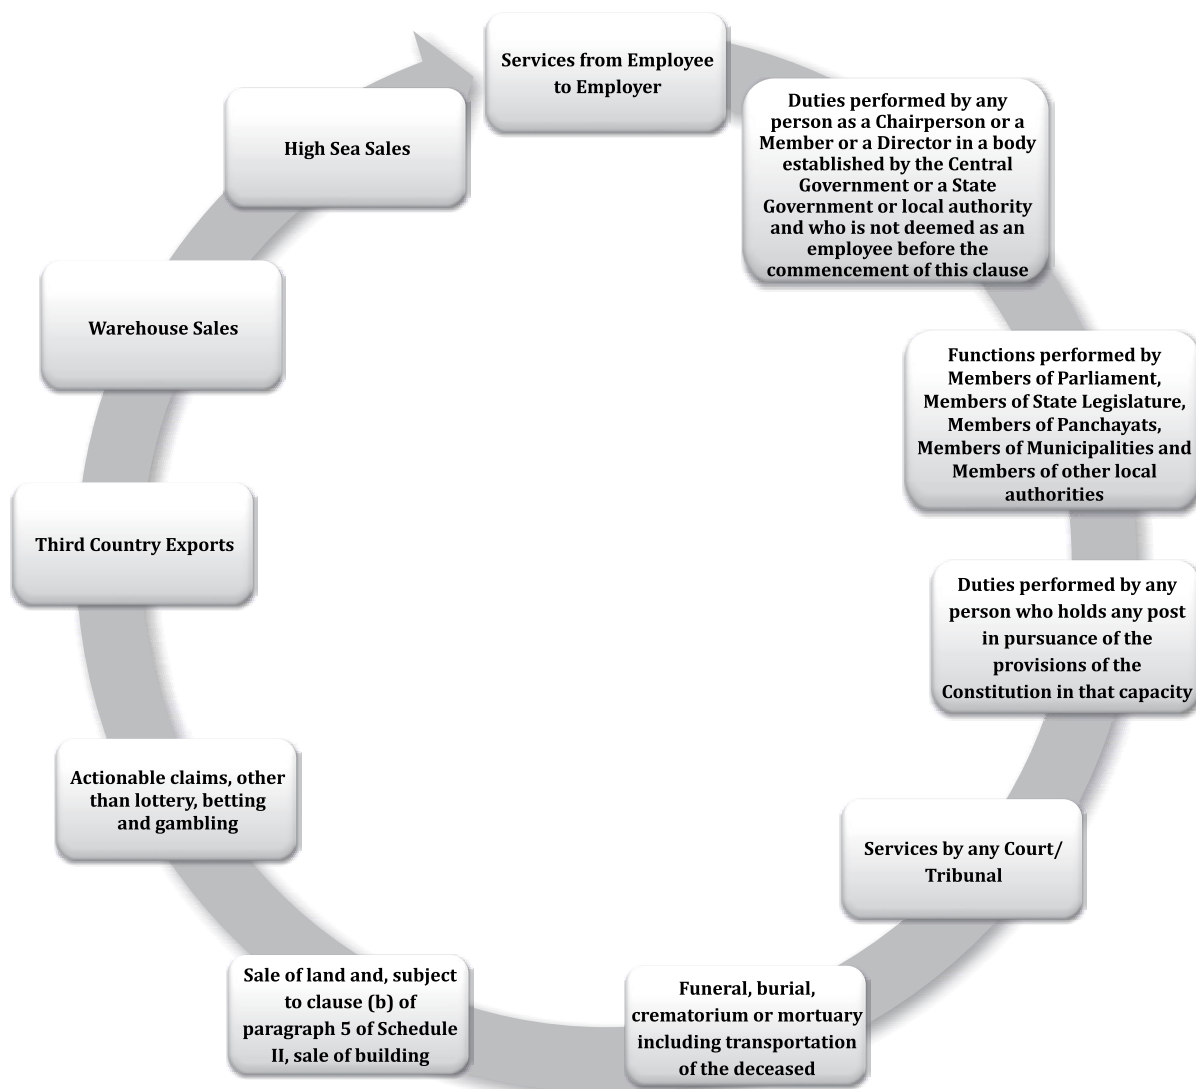 Services from Employee
to Employer
Duties performed by any
person as a Chairperson or a
Member or a Director in a body
established by the Central
Government or a State
Government or local authority
and who is not deemed as an
employee before the
commencement of this clause
Functions performed by
Members of Parliament,
Members of State Legislature,
Members of Panchayats,
Members of Municipalities and
Members of other local
authorities
Duties performed by any
person who holds any post
in pursuance of the
provisions of the
Constitution in that capacity
Services by any Court/
Tribunal
Funeral, burial,
crematorium or mortuary
including transportation
of the deceased
Sale of land and, subject
to clause (b) of
paragraph 5 of Schedule
II, sale of building
Actionable claims, other
than lottery, betting
and gambling
Third Country Exports
Warehouse Sales
High Sea Sales